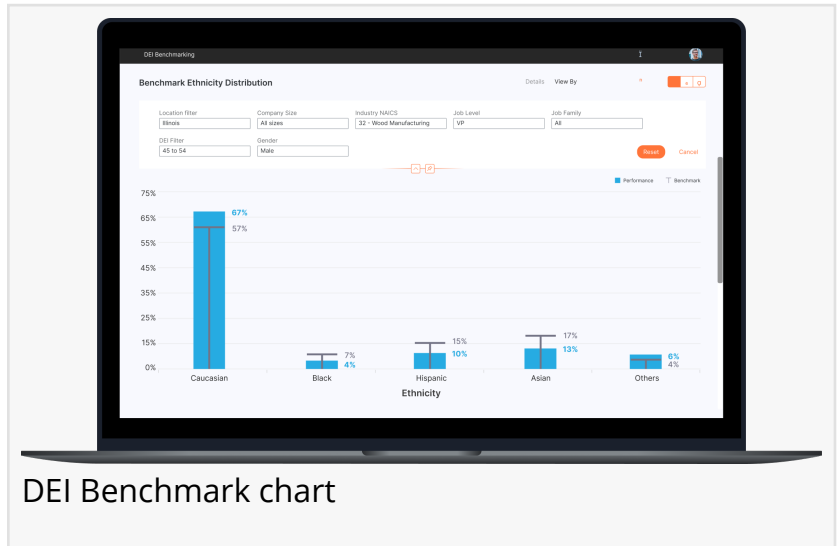 DEI Benchmarking
Benchmark Ethnicity Distribution
Details View By
Location filter Company Size Industry NAICS Job Level Job Family
Illinois All sizes 32 - Wood Manufacturing VP All
DEI Filter Gender
45 to 54 Male
Reset Cancel
Performance Benchmark
75%
65%
55%
45%
35%
25%
15%
0%
67%
57%
7%
4%
15%
10%
17%
13%
6%
4%
Caucasian Black Hispanic Asian Others
Ethnicity
DEI Benchmark chart